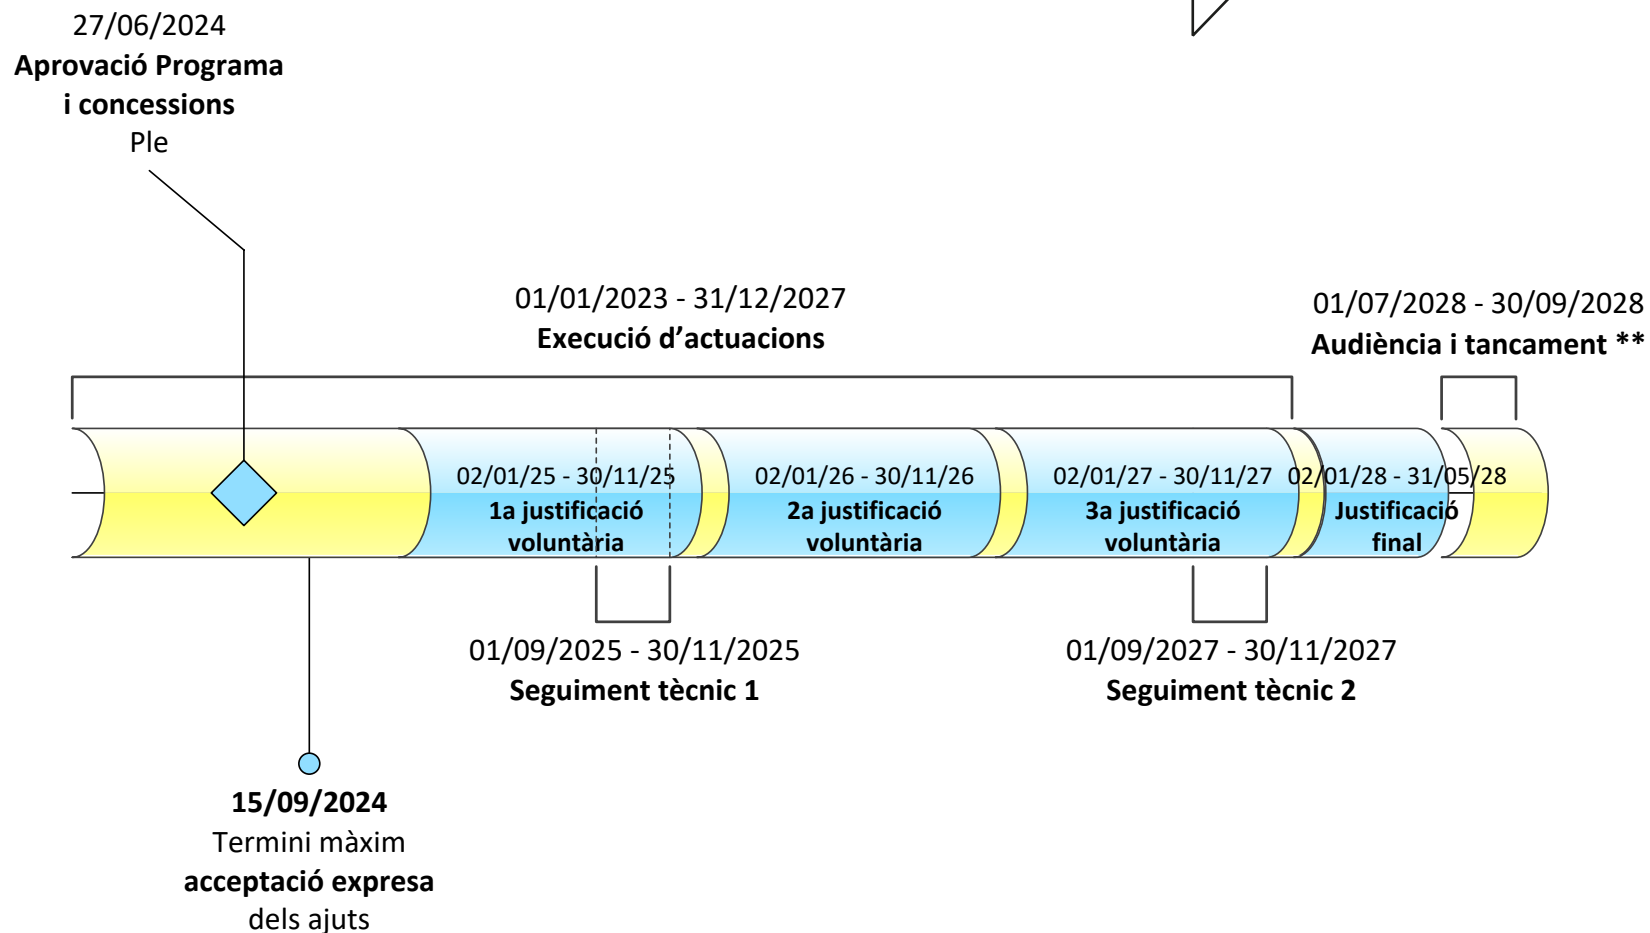 27/06/2024
Aprovació Programa
i concessions
Ple
01/01/2023 - 31/12/2027
Execució d’actuacions
01/07/2028 - 30/09/2028
Audiència i tancament **
02/01/25 - 30/11/25
1a justificació
voluntària
02/01/26 - 30/11/26
2a justificació
voluntària
02/01/27 - 30/11/27
3a justificació
voluntària
02/01/28 - 31/05/28
Justificació
final
01/09/2025 - 30/11/2025
Seguiment tècnic 1
01/09/2027 - 30/11/2027
Seguiment tècnic 2
15/09/2024
Termini màxim
acceptació expresa
dels ajuts